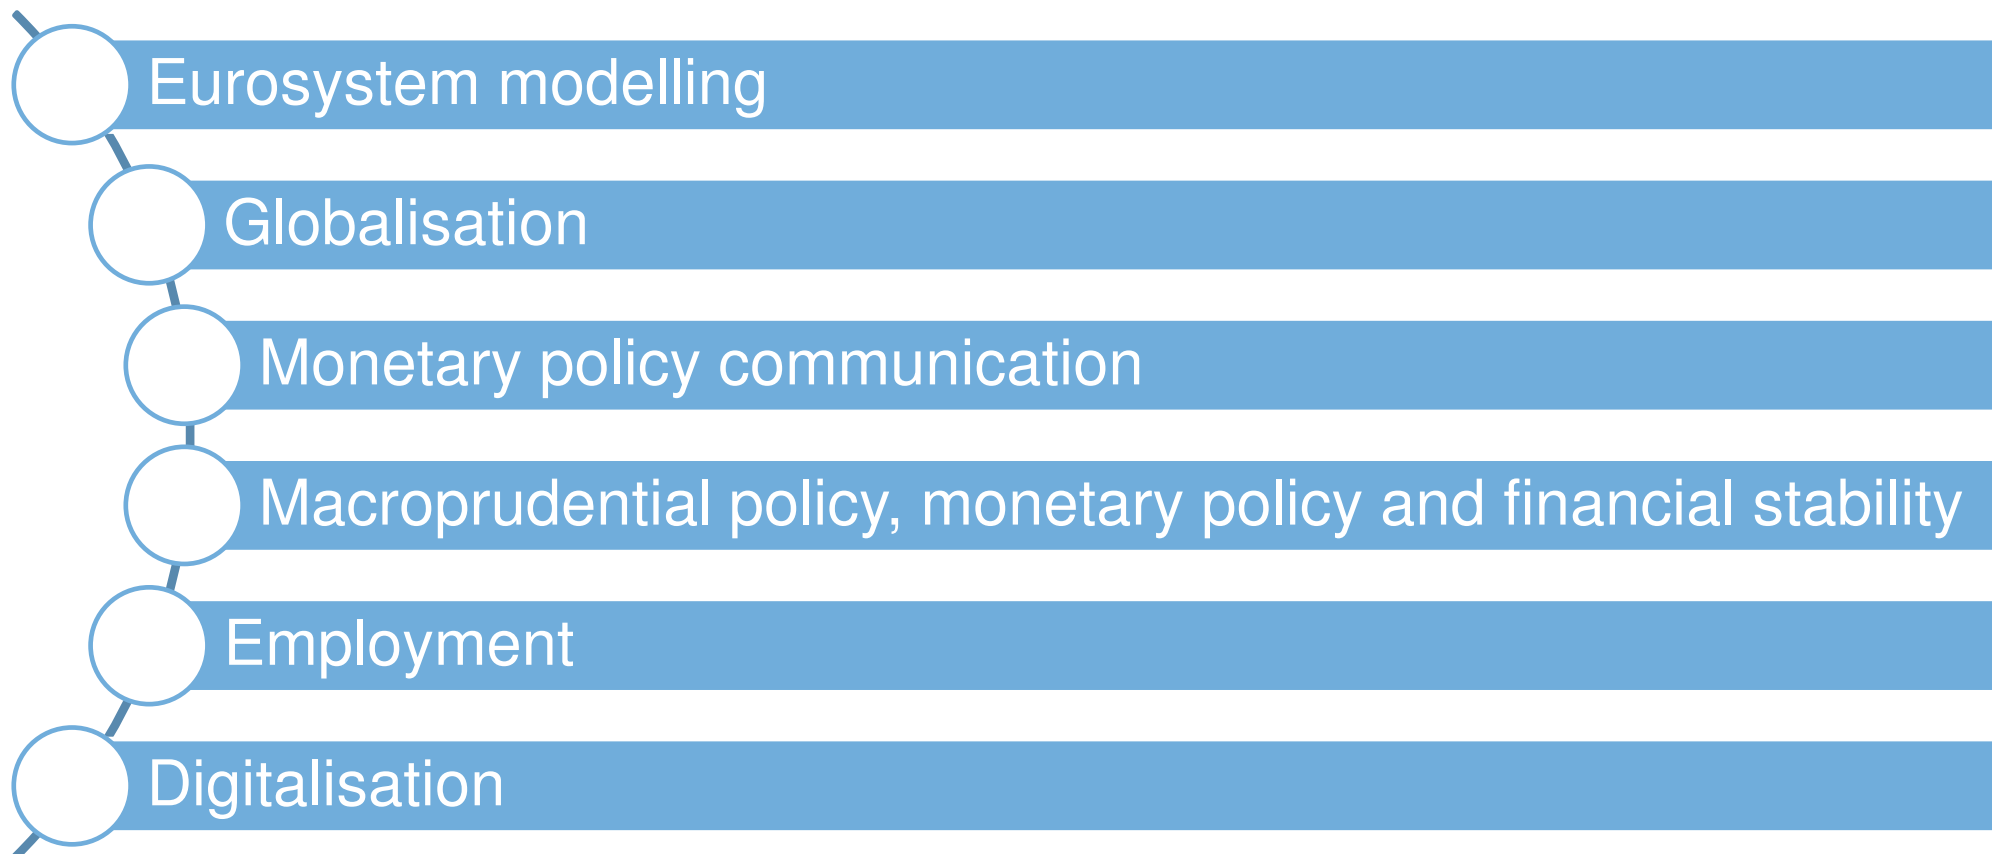 Eurosystem modelling
Globalisation
Monetary policy communication
Macroprudential policy, monetary policy and financial stability
Employment
Digitalisation